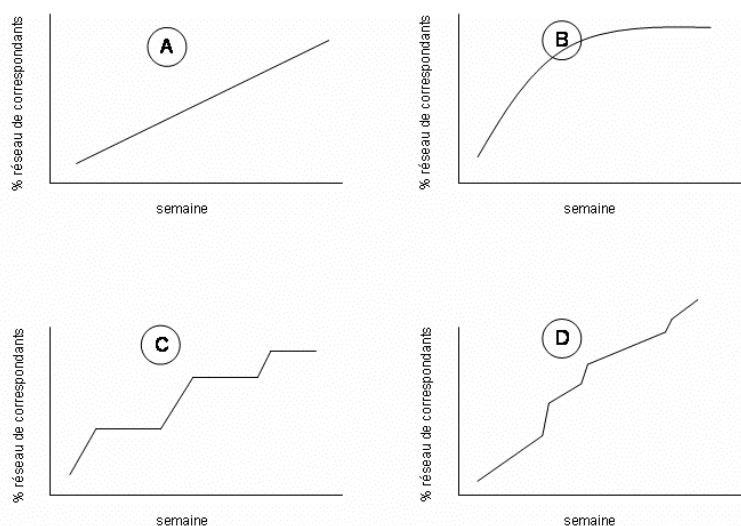 A
% réseau de correspondants
semaine
B
% réseau de correspondants
semaine
C
% réseau de correspondants
semaine
D
% réseau de correspondants
semaine